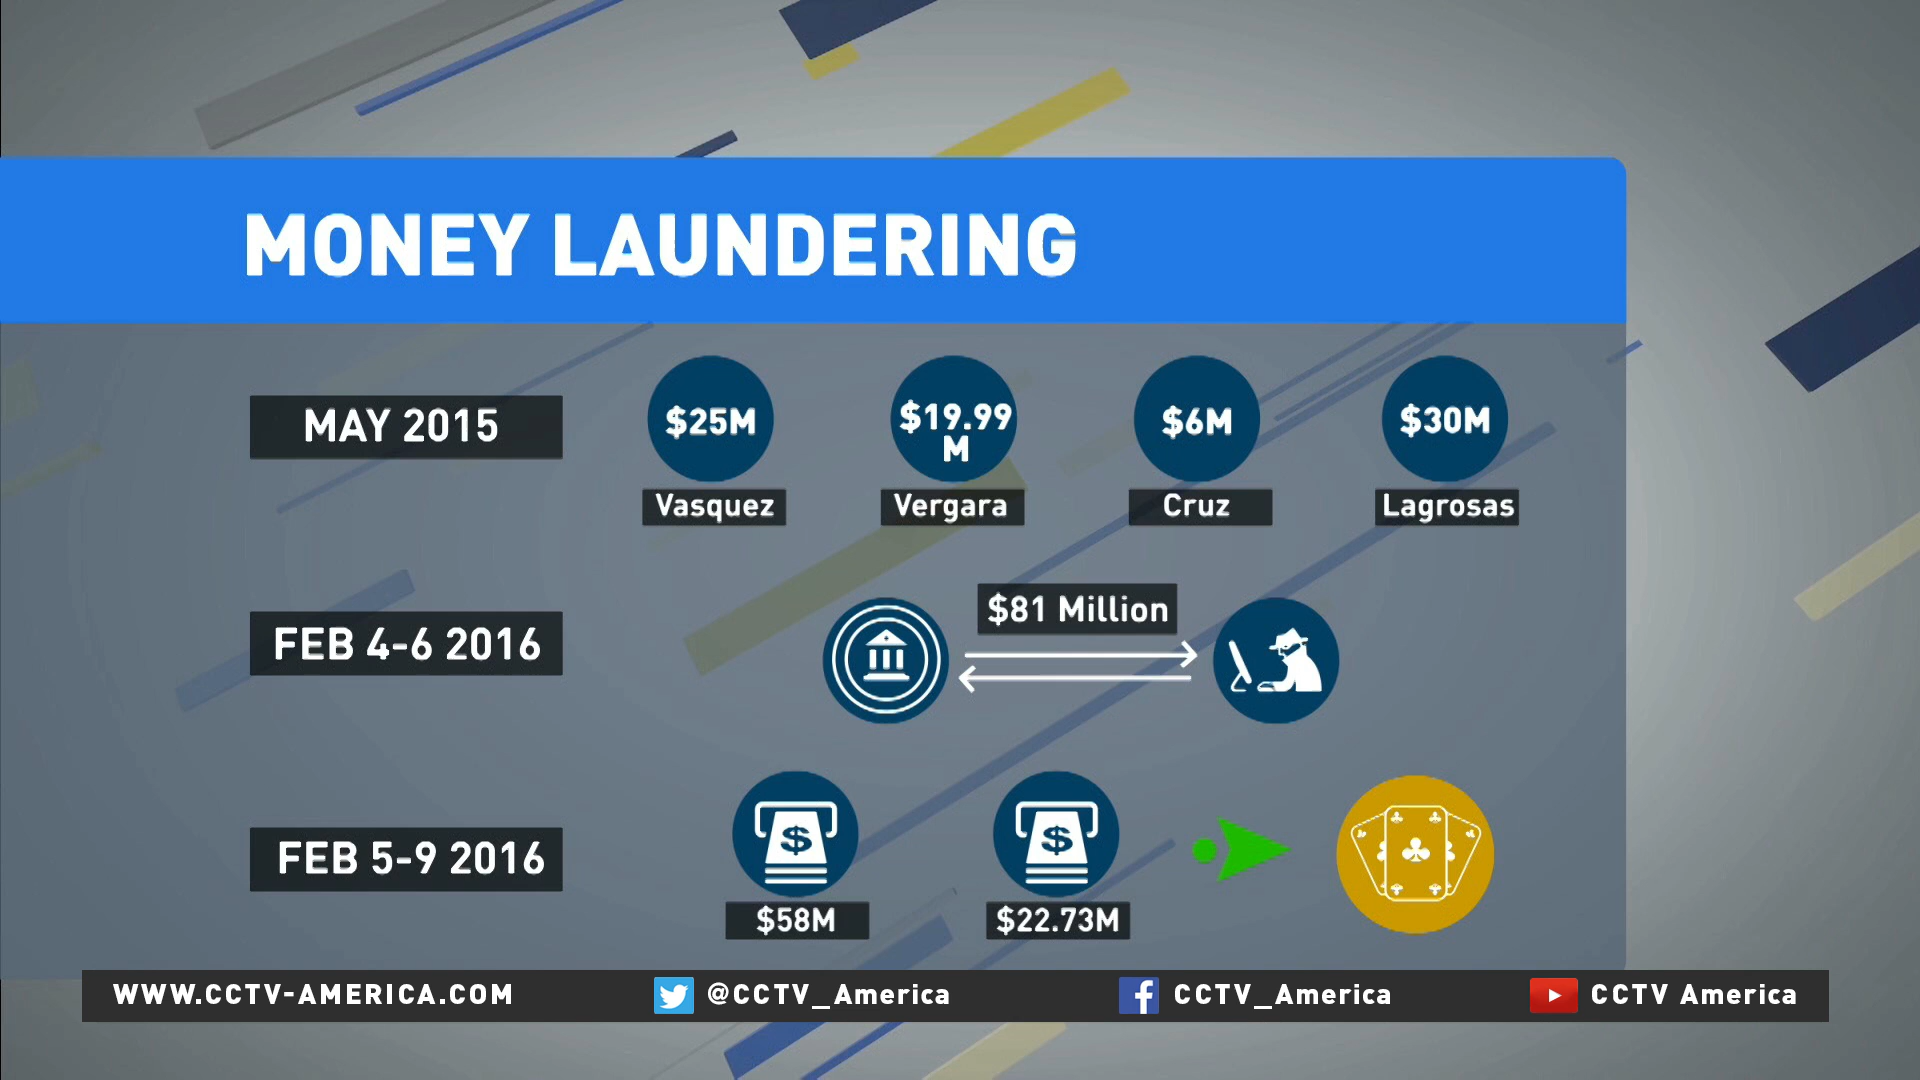 MONEY LAUNDERING
MAY 2015
$25M
Vasquez
$19.99
M
Vergara
$6M
Cruz
$30M
Lagrosas
FEB 4-6 2016
$81 Million
FEB 5-9 2016
$
$58M
$
$22.73M
WWW.CCTV-AMERICA.COM
@CCTV_America
f CCTV_America
CCTV America